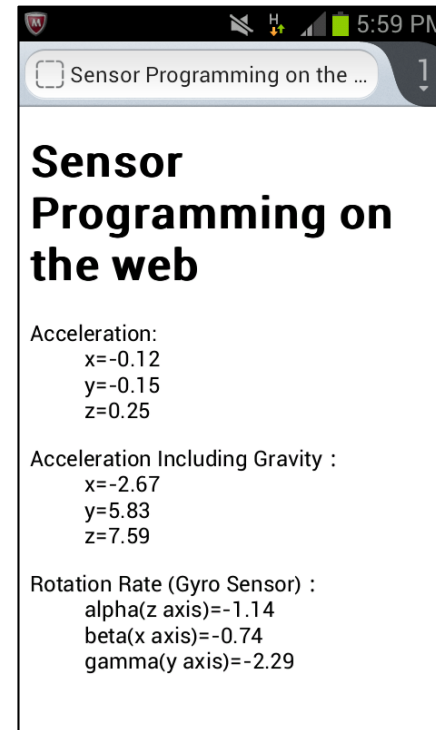 H
5:59 PM
Sensor Programming on the ...
1
Sensor
Programming on
the web
Acceleration:
x=-0.12
y=-0.15
z=0.25
Acceleration Including Gravity :
x=-2.67
y=5.83
z=7.59
Rotation Rate (Gyro Sensor) :
alpha(z axis)=-1.14
beta(x axis)=-0.74
gamma(y axis)=-2.29